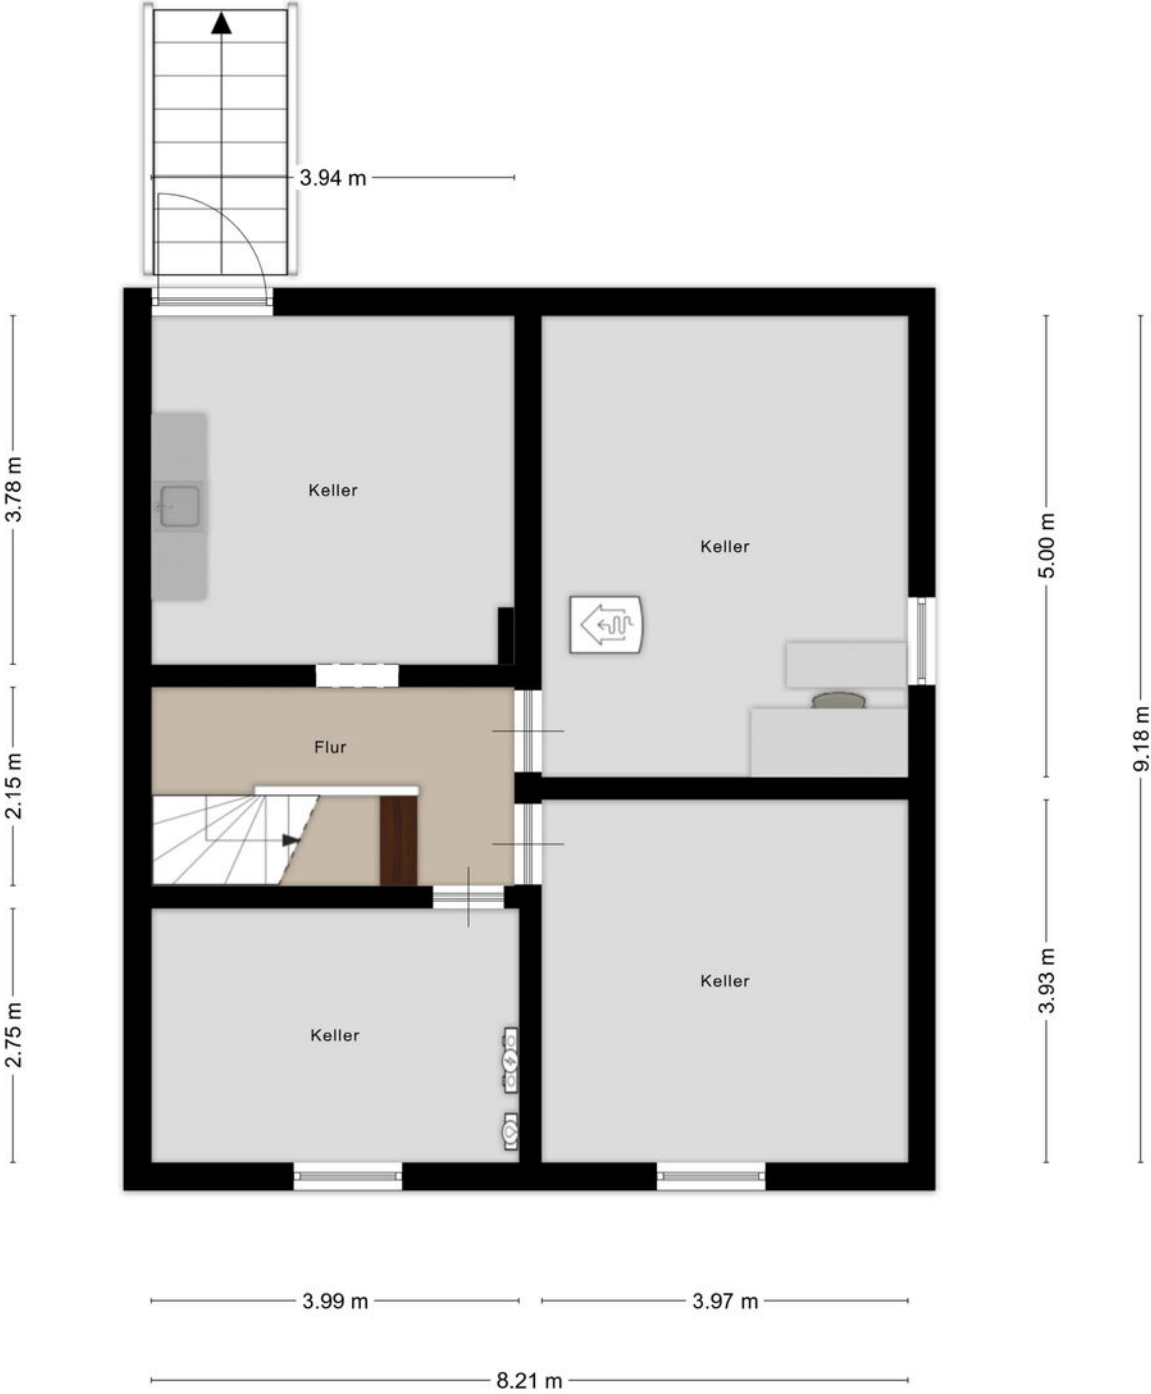 3.94 m
3.78 m
Keller
Keller
5.00 m
Flur
2.15 m
9.18 m
Keller
3.93 m
Keller
2.75 m
3.99 m
3.97 m
8.21 m